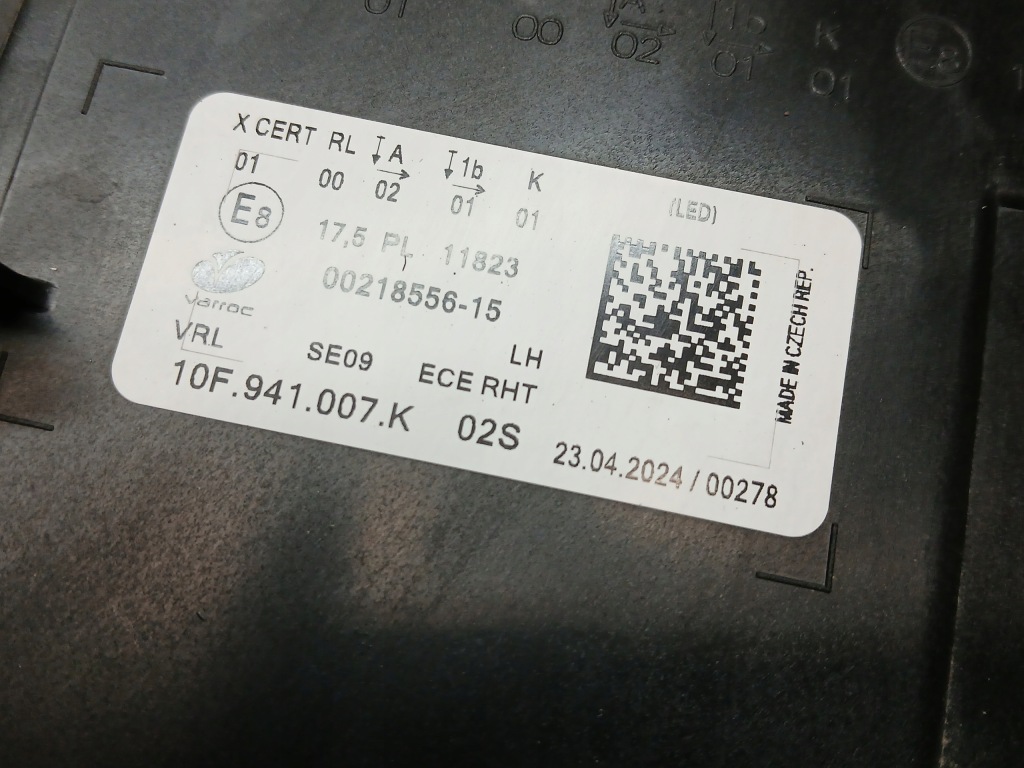 01 00 A 02 1b 01 K 01 E8
X CERT RL A 1b K (LED)
01 00 02 01 01
E8 17,5 PL 11823
varroc
00218556-15
VRL SE09 LH
10F.941.007.K 02S ECE RHT
23.04.2024 / 00278
MADE IN CZECH REP.